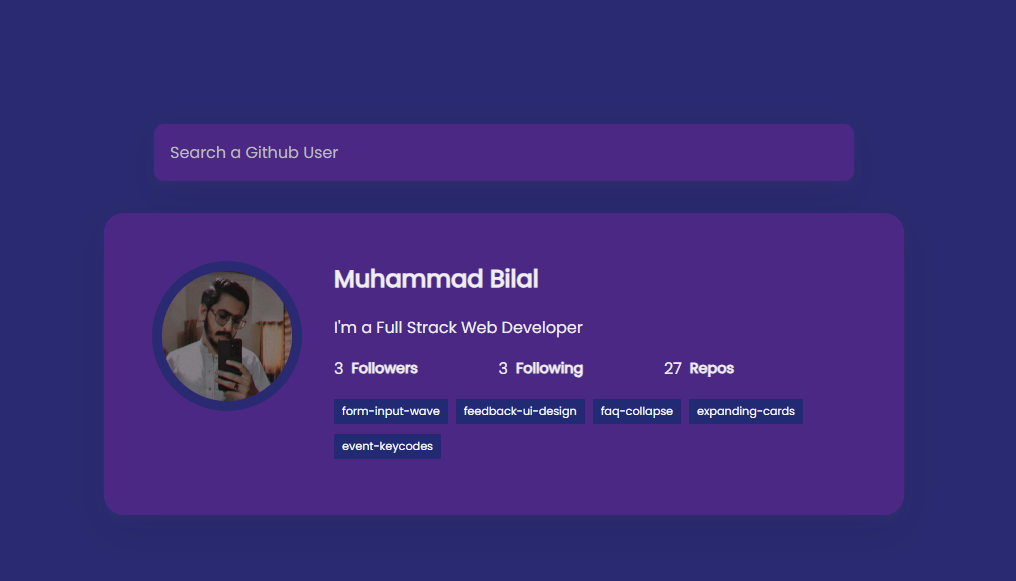 Search a Github User
Muhammad Bilal
I'm a Full Strack Web Developer
3 Followers 3 Following 27 Repos
form-input-wave feedback-ui-design faq-collapse expanding-cards
event-keycodes